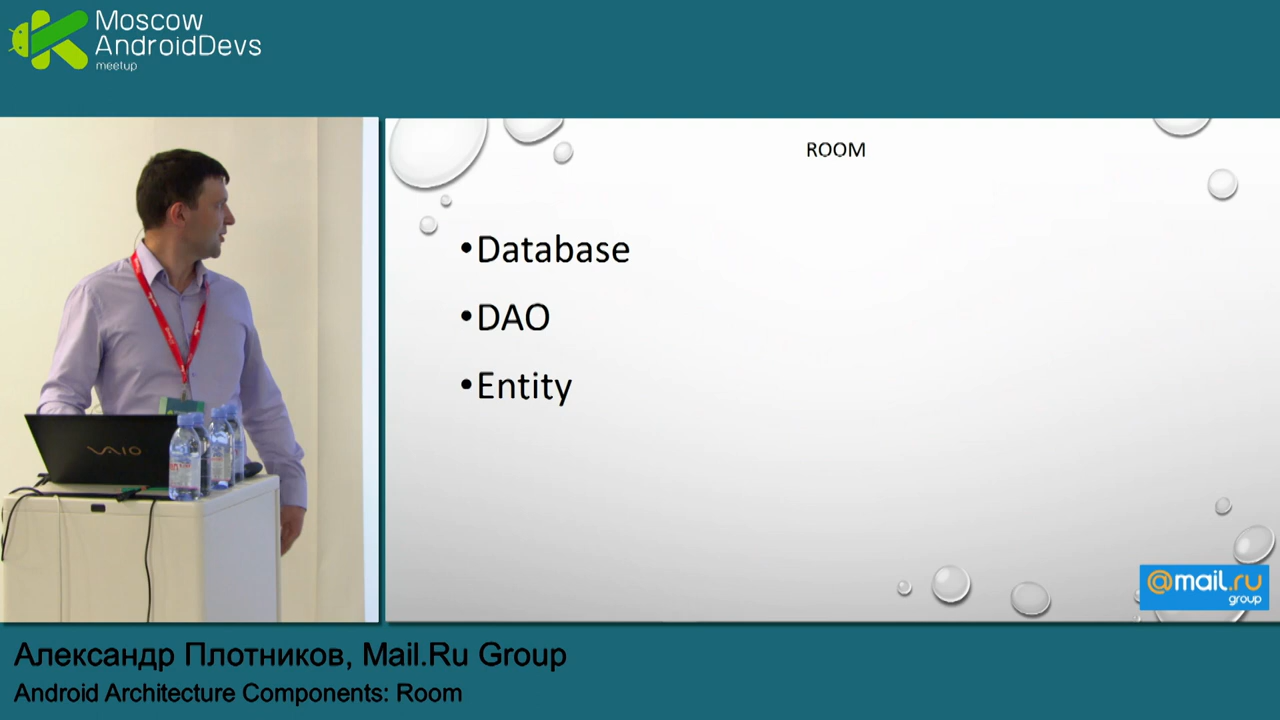 Moscow
AndroidDevs
meetup
ROOM
•Database
•DAO
•Entity
VAIO
@mail.ru
group
Александр Плотников, Mail.Ru Group
Android Architecture Components: Room